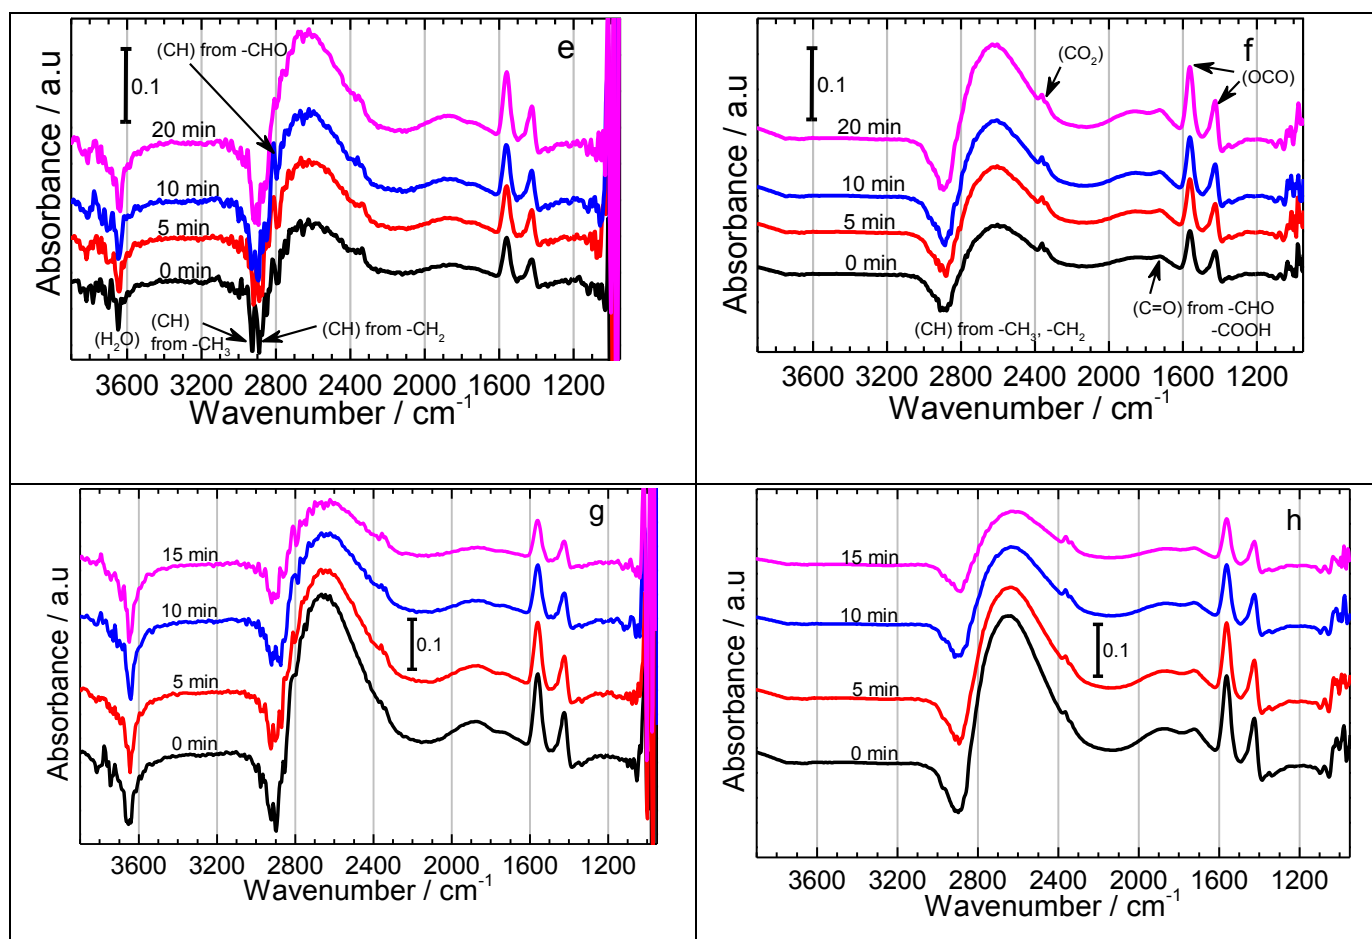 e
(CH) from -CHO
0.1
20 min
10 min
5 min
0 min
(H2O)
(CH)
from -CH3
(CH) from -CH2
Absorbance / a.u
3600 3200 2800 2400 2000 1600 1200
Wavenumber / cm-1
f
(CO2)
(OCO)
0.1
20 min
10 min
5 min
0 min
(C=O) from -CHO
-COOH
(CH) from -CH3, -CH2
Absorbance / a.u
3600 2800 2400 2000 1600 1200
Wavenumber / cm-1
g
15 min
10 min
0.1
5 min
0 min
Absorbance / a.u
3600 3200 2800 2400 2000 1600 1200
Wavenumber / cm-1
h
15 min
10 min
0.1
5 min
0 min
Absorbance / a.u
3600 3200 2800 2400 2000 1600 1200
Wavenumber / cm-1